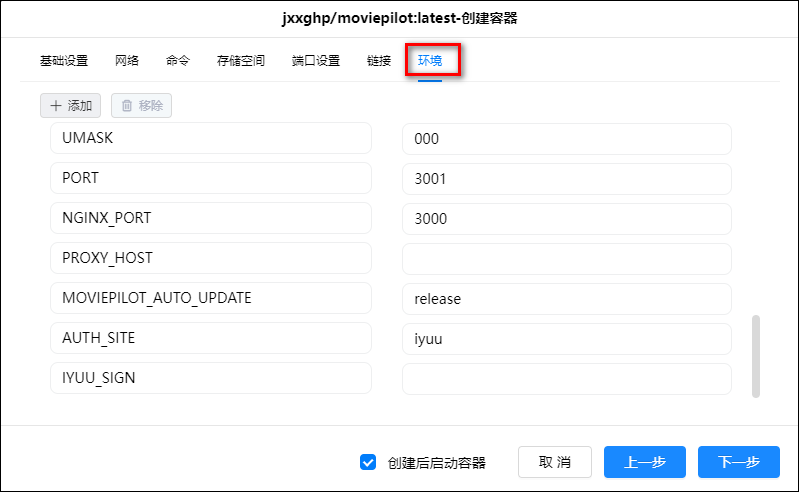 jxxghp/moviepilot:latest-创建容器
基础设置 网络 命令 存储空间 端口设置 链接 环境
添加 移除
UMASK 000
PORT 3001
NGINX_PORT 3000
PROXY_HOST
MOVIEPILOT_AUTO_UPDATE release
AUTH_SITE iyuu
IYUU_SIGN
创建后启动容器 取消 上一步 下一步